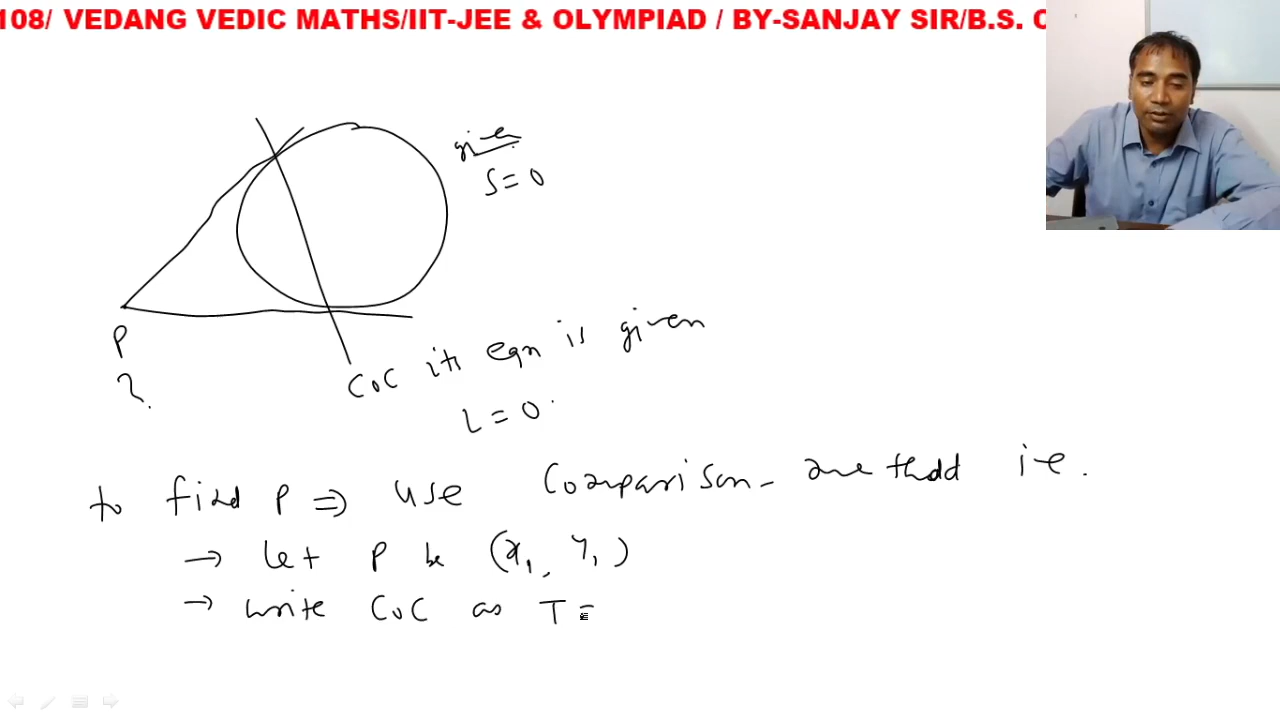 108/ VEDANG VEDIC MATHS/IIT-JEE & OLYMPIAD / BY-SANJAY SIR/B.S. C
given
S = 0
P
?
CoC its eqn is given
L = 0
to find P ⇒ use Comparison method i.e.
→ let P be (x₁, y₁)
→ write CoC as T =